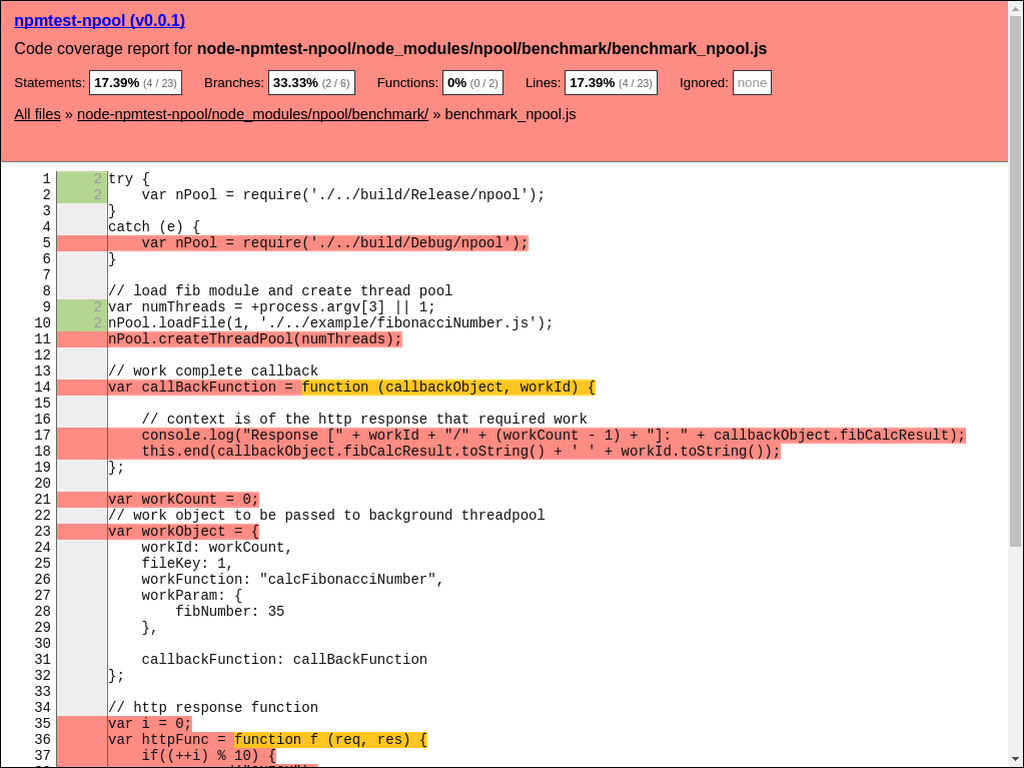 npmtest-npool (v0.0.1)
Code coverage report for node-npmtest-npool/node_modules/npool/benchmark/benchmark_npool.js
Statements: 17.39% (4 / 23) Branches: 33.33% (2 / 6) Functions: 0% (0 / 2) Lines: 17.39% (4 / 23) Ignored: none
All files » node-npmtest-npool/node_modules/npool/benchmark/ » benchmark_npool.js
1 2 try {
2 2     var nPool = require('./../build/Release/npool');
3 }
4 catch (e) {
5     var nPool = require('./../build/Debug/npool');
6 }
7
8 // load fib module and create thread pool
9 2 var numThreads = +process.argv[3] || 1;
10 2 nPool.loadFile(1, './../example/fibonacciNumber.js');
11 nPool.createThreadPool(numThreads);
12
13 // work complete callback
14 var callBackFunction = function (callbackObject, workId) {
15
16     // context is of the http response that required work
17     console.log("Response [" + workId + "/" + (workCount - 1) + "]: " + callbackObject.fibCalcResult);
18     this.end(callbackObject.fibCalcResult.toString() + ' ' + workId.toString());
19 };
20
21 var workCount = 0;
22 // work object to be passed to background threadpool
23 var workObject = {
24     workId: workCount,
25     fileKey: 1,
26     workFunction: "calcFibonacciNumber",
27     workParam: {
28         fibNumber: 35
29     },
30
31     callbackFunction: callBackFunction
32 };
33
34 // http response function
35 var i = 0;
36 var httpFunc = function f (req, res) {
37     if((++i) % 10) {